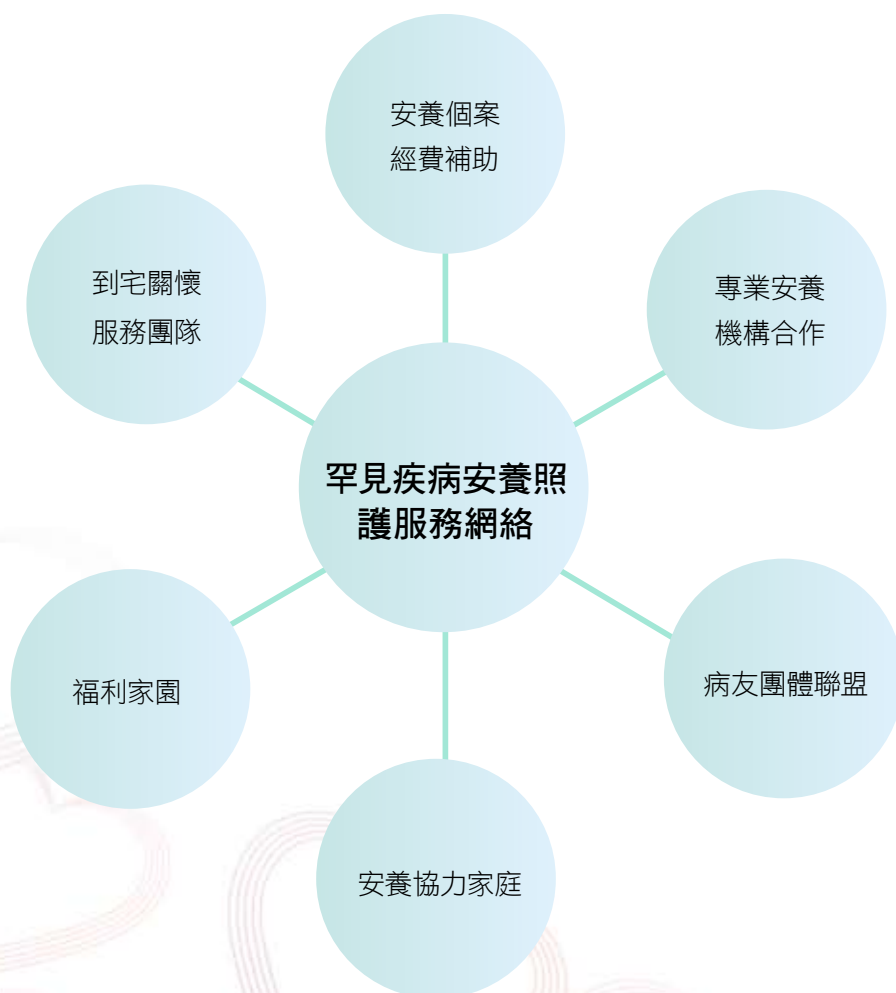 安養個案
經費補助
到宅關懷
服務團隊
專業安養
機構合作
罕見疾病安養照
護服務網絡
福利家園
病友團體聯盟
安養協力家庭